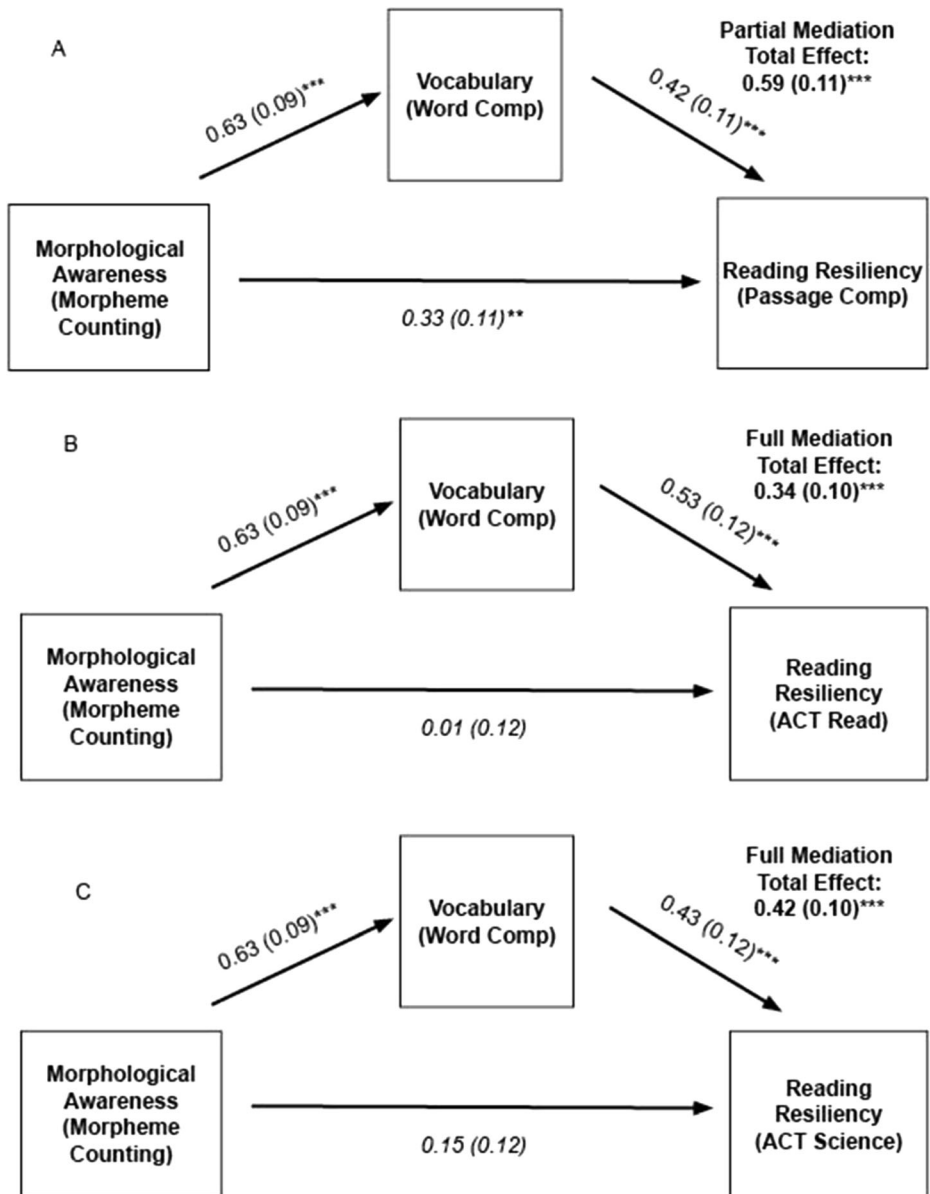 A
Vocabulary
(Word Comp)
Partial Mediation
Total Effect:
0.59 (0.11)***
0.63 (0.09)***
0.42 (0.11)***
Morphological
Awareness
(Morpheme
Counting)
Reading Resiliency
(Passage Comp)
0.33 (0.11)**
B
Vocabulary
(Word Comp)
Full Mediation
Total Effect:
0.34 (0.10)***
0.63 (0.09)***
0.53 (0.12)***
Morphological
Awareness
(Morpheme
Counting)
Reading
Resiliency
(ACT Read)
0.01 (0.12)
C
Vocabulary
(Word Comp)
Full Mediation
Total Effect:
0.42 (0.10)***
0.63 (0.09)***
0.43 (0.12)***
Morphological
Awareness
(Morpheme
Counting)
Reading
Resiliency
(ACT Science)
0.15 (0.12)